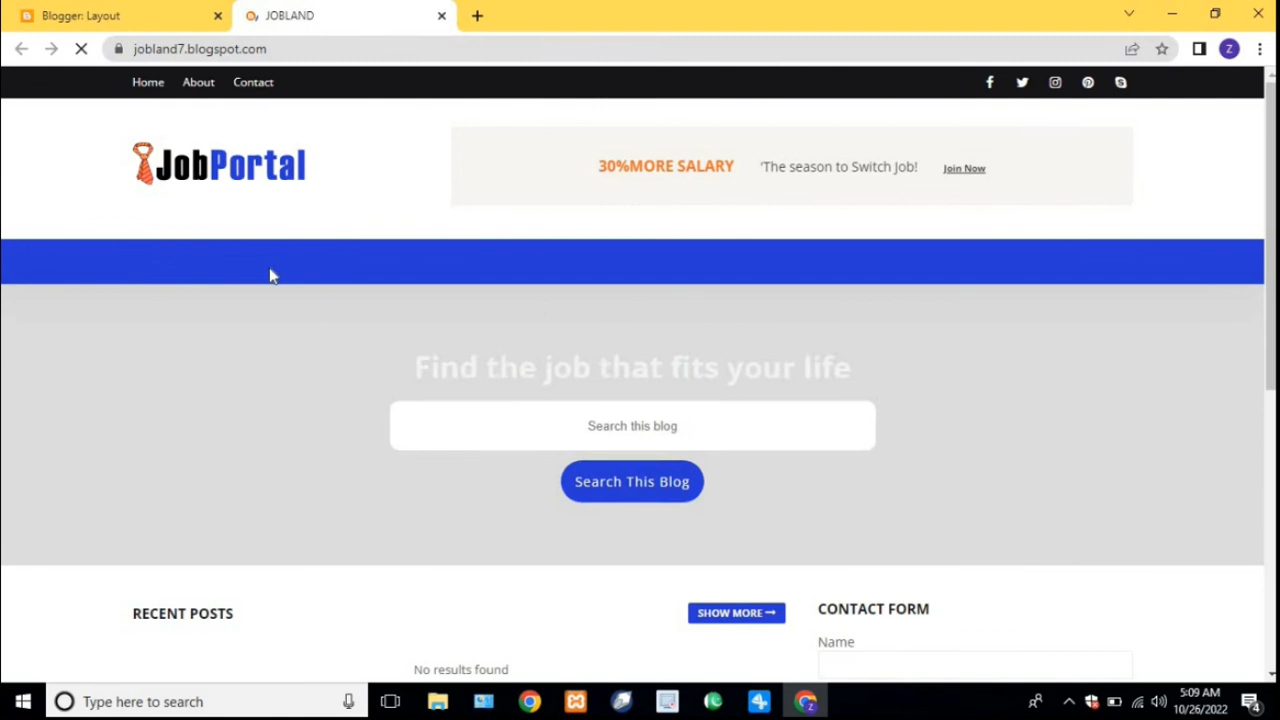 Blogger: Layout
JOBLAND
jobland7.blogspot.com
Z
Home About Contact
JobPortal
30%MORE SALARY 'The season to Switch Job! Join Now
Find the job that fits your life
Search this blog
Search This Blog
RECENT POSTS
SHOW MORE
CONTACT FORM
Name
No results found
Type here to search
5:09 AM
10/26/2022
4